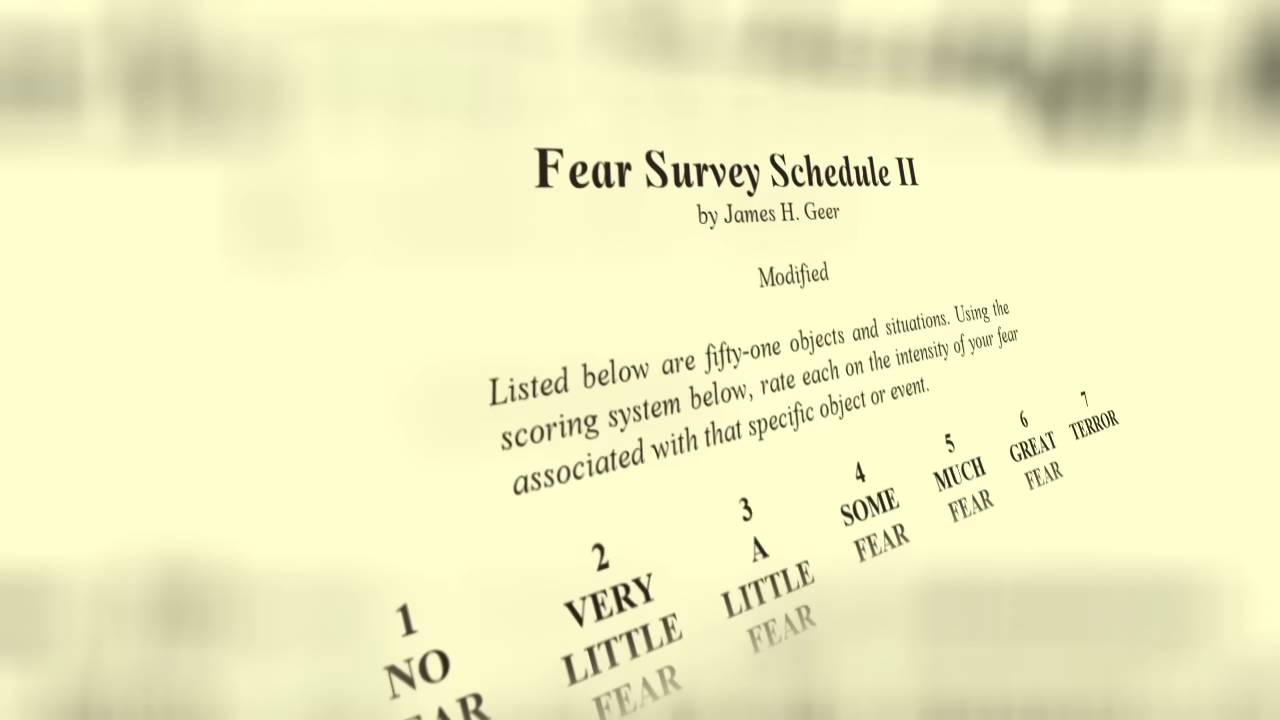 Fear Survey Schedule II
by James H. Geer
Modified
Listed below are fifty-one objects and situations. Using the
scoring system below, rate each on the intensity of your fear
associated with that specific object or event.
1 2 3 4 5 6 7
NO VERY A SOME MUCH GREAT TERROR
LITTLE LITTLE FEAR FEAR FEAR
FEAR FEAR